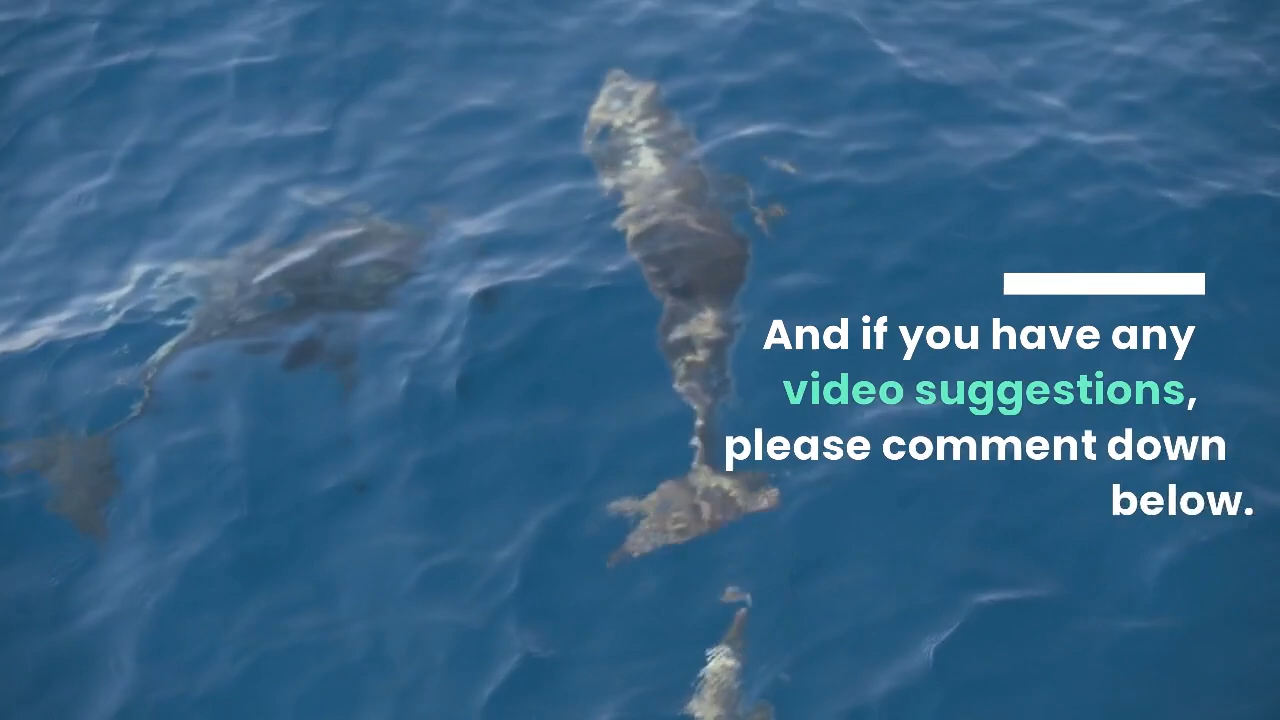 And if you have any
video suggestions,
please comment down
below.